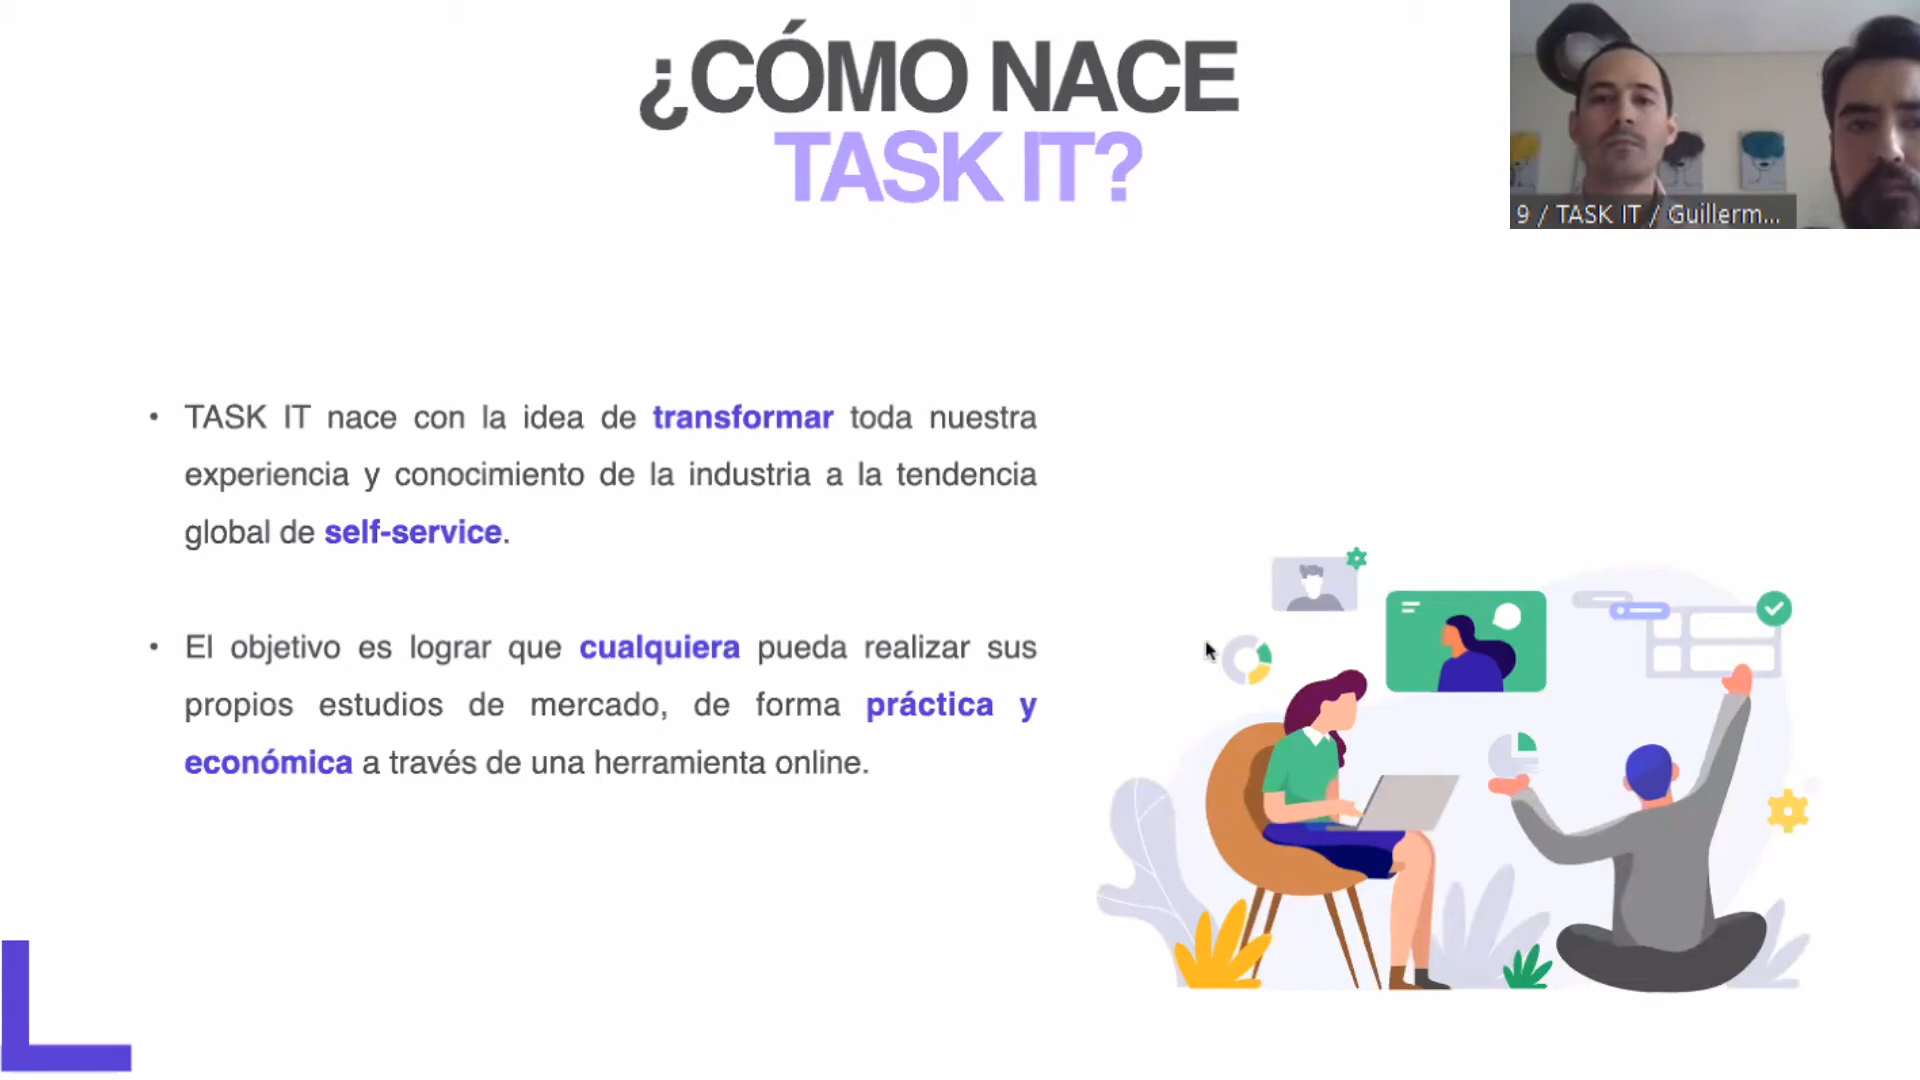 ¿CÓMO NACE
TASK IT?
9 / TASK IT / Guillerm...
• TASK IT nace con la idea de transformar toda nuestra
experiencia y conocimiento de la industria a la tendencia
global de self-service.
• El objetivo es lograr que cualquiera pueda realizar sus
propios estudios de mercado, de forma práctica y
económica a través de una herramienta online.